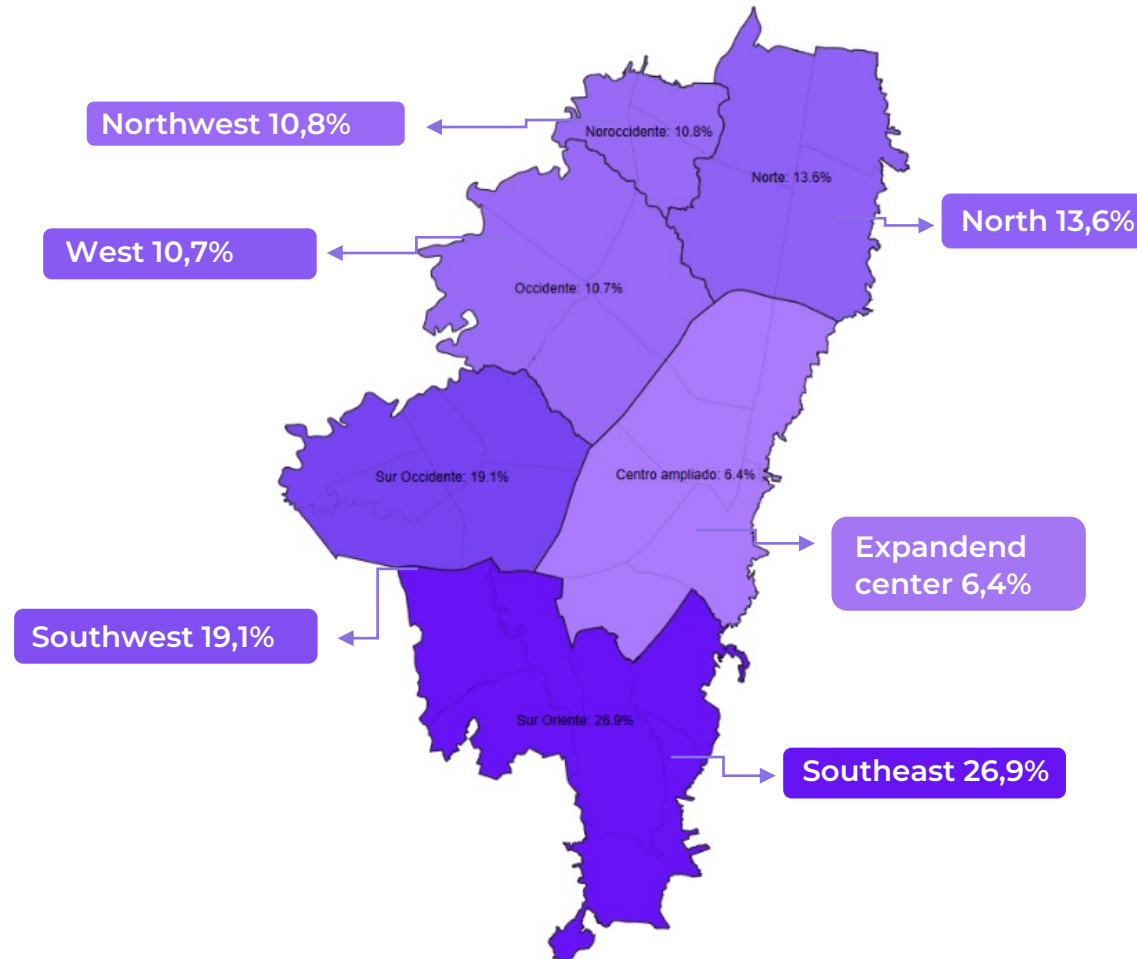 Northwest 10,8%
Noroccidente: 10.8%
Norte: 13.6%
North 13,6%
West 10,7%
Occidente: 10.7%
Sur Occidente: 19.1%
Centro ampliado: 6.4%
Expandend
center 6,4%
Southwest 19,1%
Sur Oriente: 26.9%
Southeast 26,9%